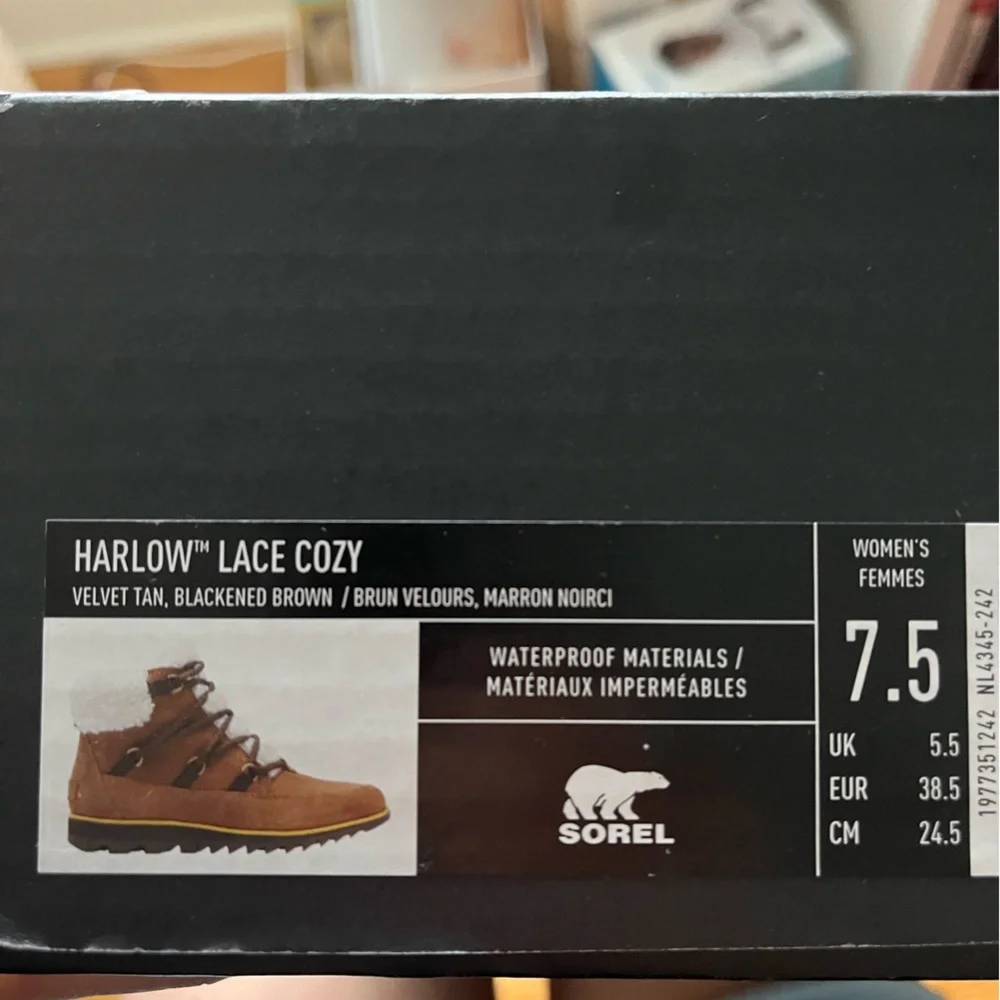 HARLOW™ LACE COZY
VELVET TAN, BLACKENED BROWN / BRUN VELOURS, MARRON NOIRCI
WATERPROOF MATERIALS /
MATÉRIAUX IMPERMÉABLES
SOREL
WOMEN'S
FEMMES
7.5
UK 5.5
EUR 38.5
CM 24.5
1977351242 NL4345-242